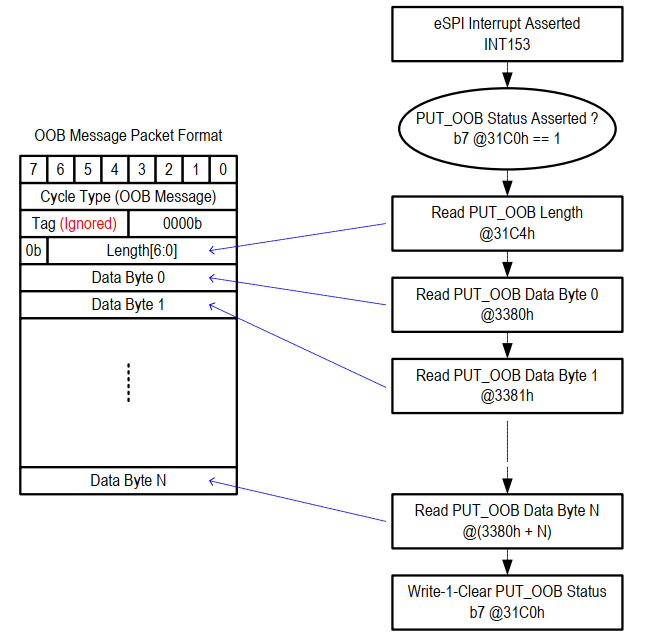 OOB Message Packet Format
7 6 5 4 3 2 1 0
Cycle Type (OOB Message)
Tag (Ignored) 0000b
0b Length[6:0]
Data Byte 0
Data Byte 1
Data Byte N
eSPI Interrupt Asserted
INT153
PUT_OOB Status Asserted ?
b7 @31C0h == 1
Read PUT_OOB Length
@31C4h
Read PUT_OOB Data Byte 0
@3380h
Read PUT_OOB Data Byte 1
@3381h
Read PUT_OOB Data Byte N
@(3380h + N)
Write-1-Clear PUT_OOB Status
b7 @31C0h